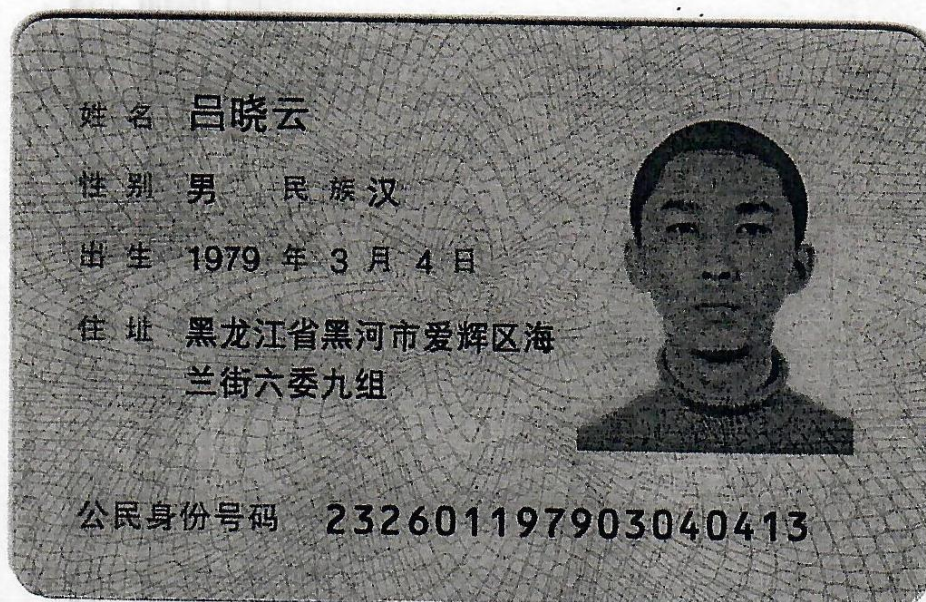 姓名 吕晓云
性别 男 民族 汉
出生 1979 年 3 月 4 日
住址 黑龙江省黑河市爱辉区海
兰街六委九组
公民身份号码 232601197903040413